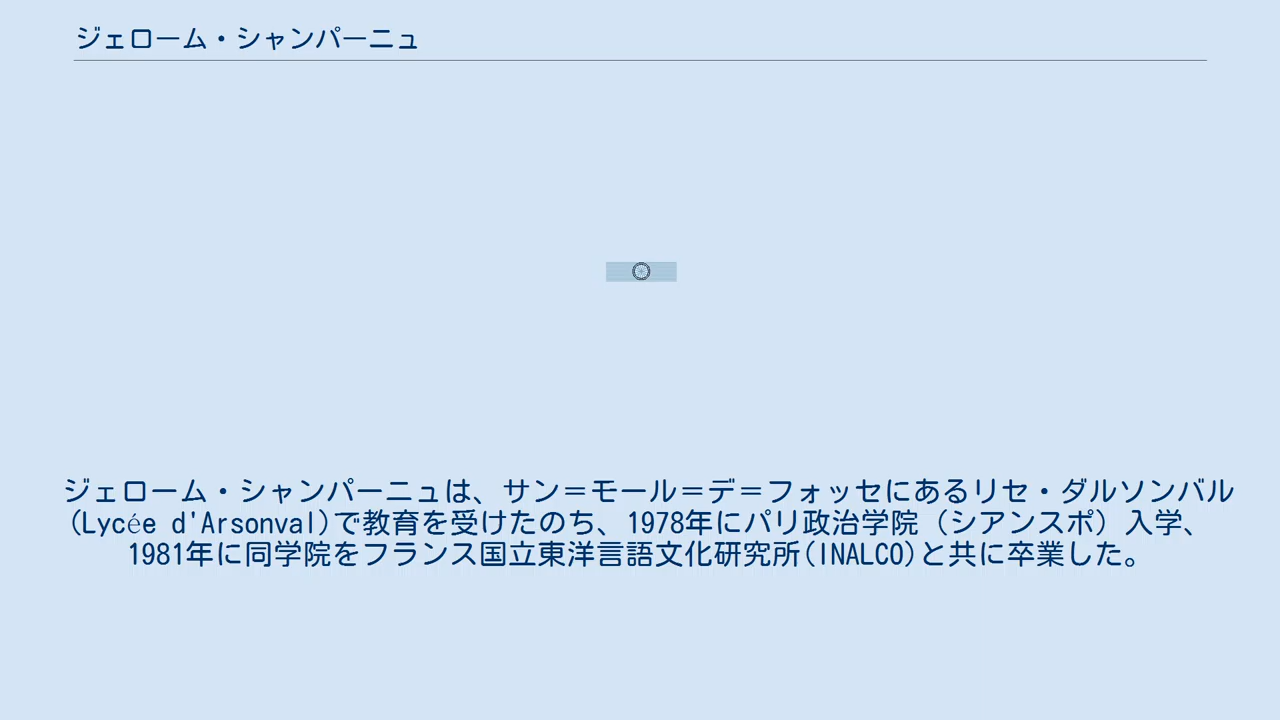 ジェローム・シャンパーニュ
ジェローム・シャンパーニュは、サン＝モール＝デ＝フォッセにあるリセ・ダルソンバル
(Lycée d'Arsonval)で教育を受けたのち、1978年にパリ政治学院（シアンスポ）入学、
1981年に同学院をフランス国立東洋言語文化研究所(INALCO)と共に卒業した。